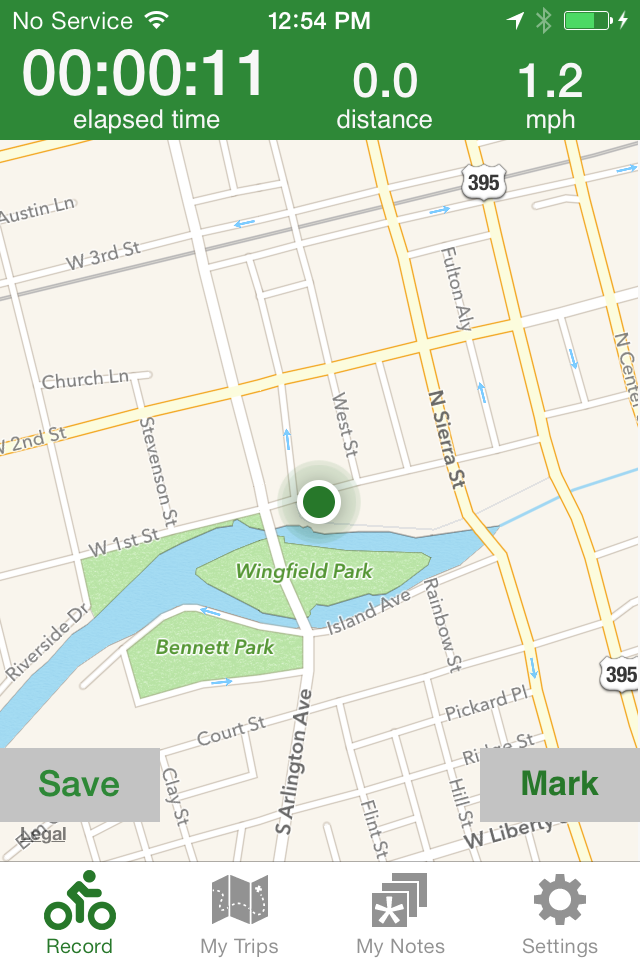 No Service 12:54 PM
00:00:11 0.0 1.2
elapsed time distance mph
395
Austin Ln
W 3rd St
Fulton Aly
N Center
Church Ln
West St
N Sierra St
W 2nd St
Stevenson St
W 1st St
Wingfield Park
Island Ave
Rainbow St
Riverside Dr
Bennett Park
395
Pickard Pl
Court St
S Arlington Ave
Ridge St
Clay St
Hill St
Flint St
W Liberty
Save Mark
Legal
Record My Trips My Notes Settings